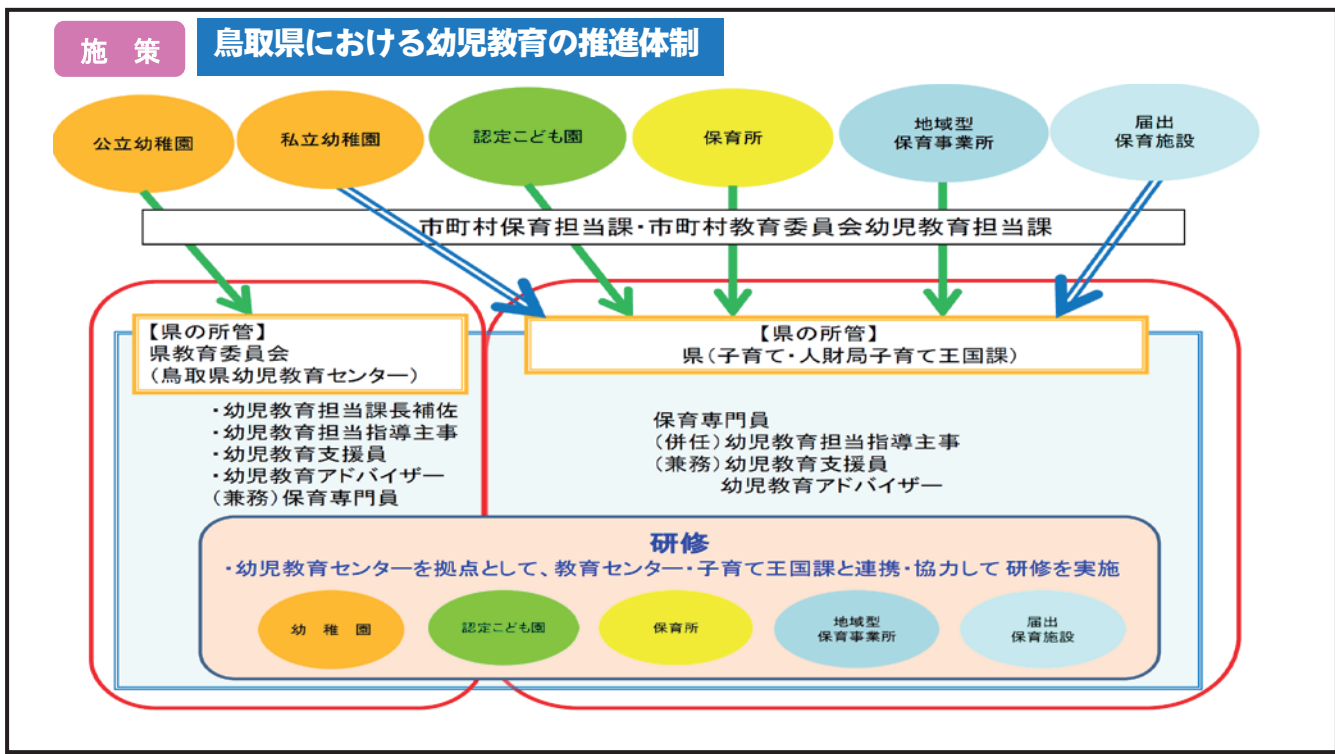 施 策
鳥取県における幼児教育の推進体制
公立幼稚園
私立幼稚園
認定こども園
保育所
地域型
保育事業所
届出
保育施設
市町村保育担当課・市町村教育委員会幼児教育担当課
【県の所管】
県教育委員会
(鳥取県幼児教育センター)
・幼児教育担当課長補佐
・幼児教育担当指導主事
・幼児教育支援員
・幼児教育アドバイザー
(兼務)保育専門員
【県の所管】
県(子育て・人財局子育て王国課)
保育専門員
(併任)幼児教育担当指導主事
(兼務)幼児教育支援員
幼児教育アドバイザー
研修
・幼児教育センターを拠点として、教育センター・子育て王国課と連携・協力して 研修を実施
幼 稚 園
認定こども園
保育所
地域型
保育事業所
届出
保育施設